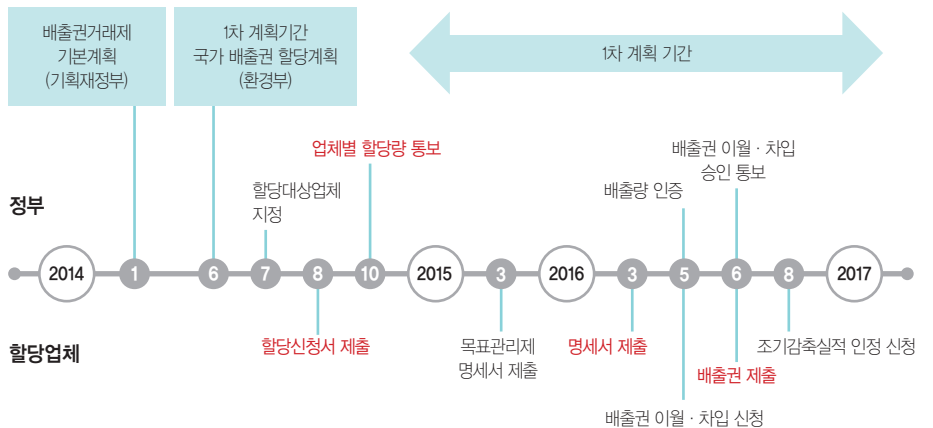 배출권거래제
기본계획
(기획재정부)
1차 계획기간
국가 배출권 할당계획
(환경부)
1차 계획 기간
업체별 할당량 통보
할당대상업체
지정
배출량 인증
배출권 이월 · 차입
승인 통보
정부
2014 1 6 7 8 10 2015 3 2016 3 5 6 8 2017
할당업체
할당신청서 제출
목표관리제
명세서 제출
명세서 제출
배출권 이월 · 차입 신청
배출권 제출
조기감축실적 인정 신청